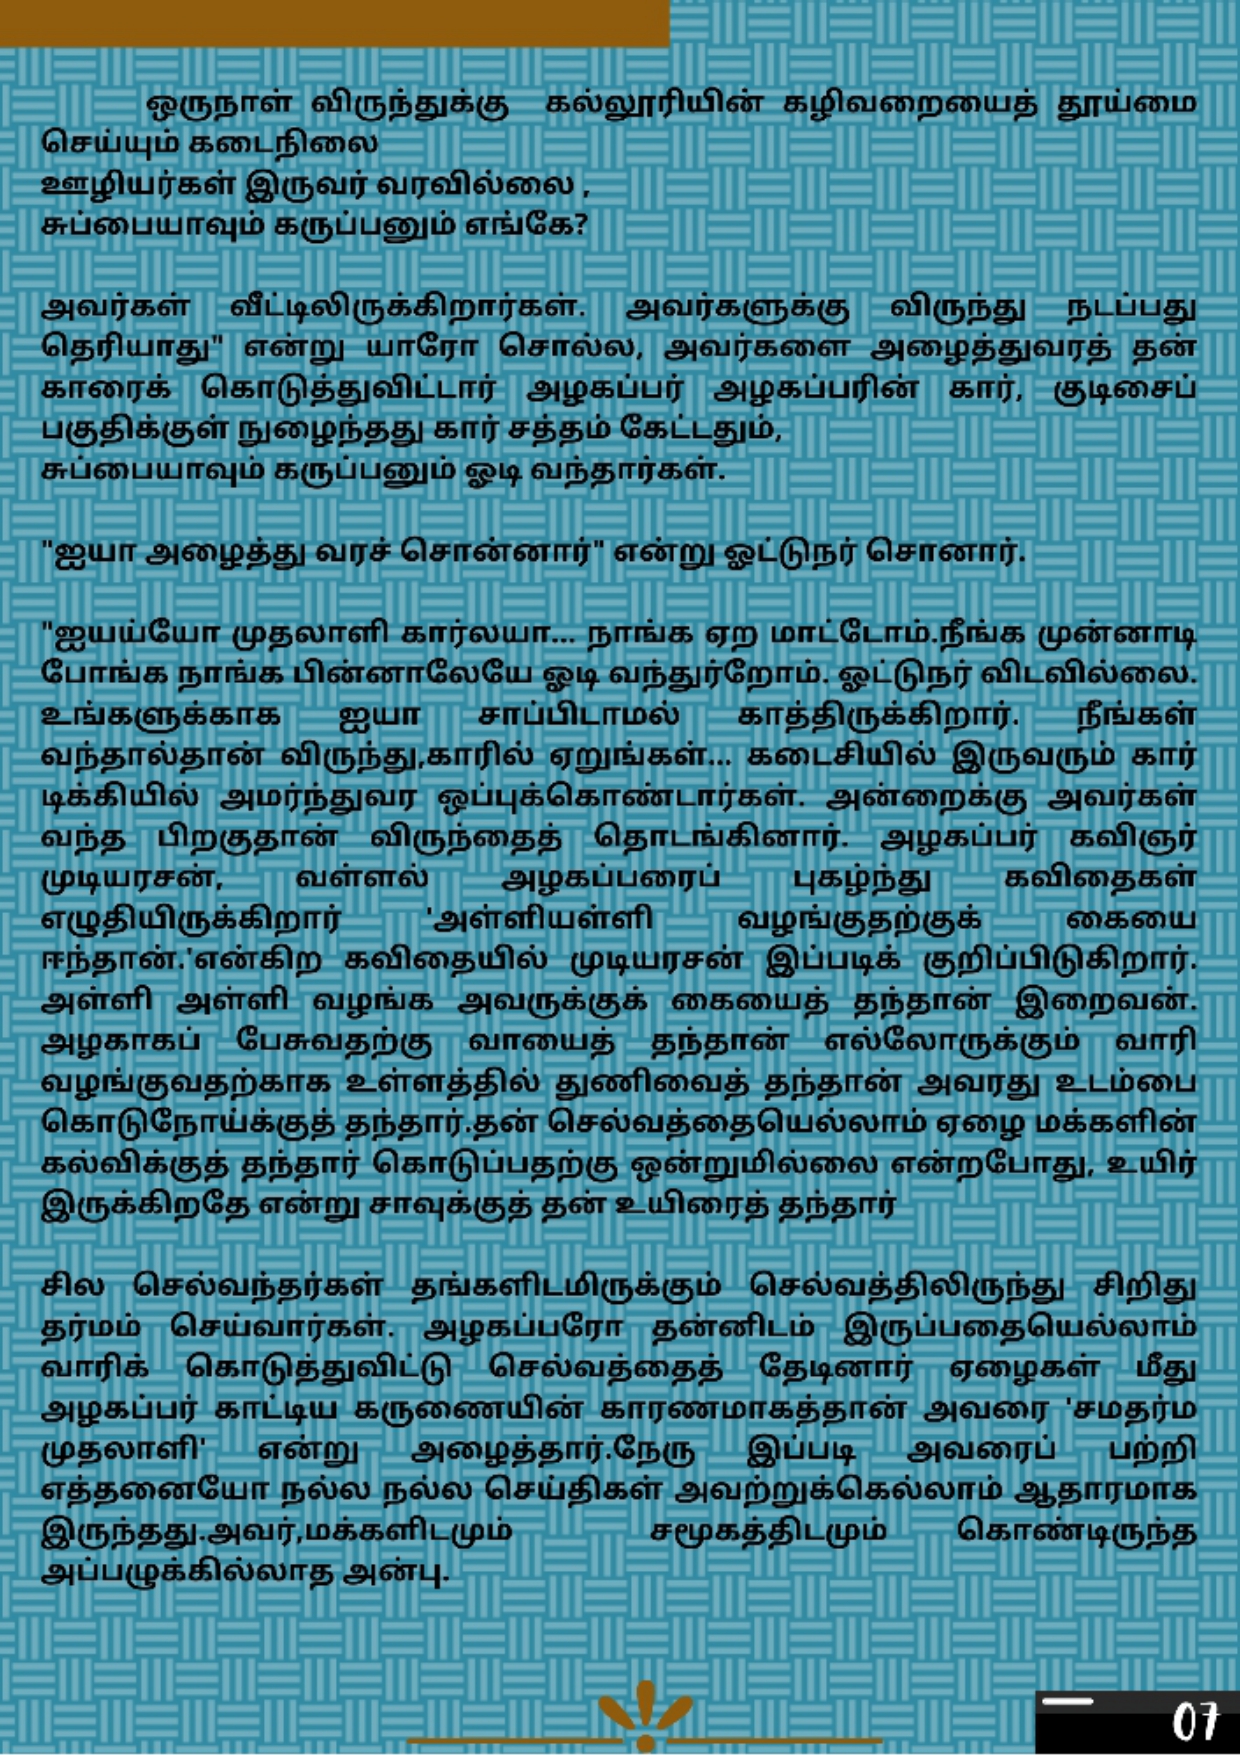 ஒருநாள் விருந்துக்கு கல்லூரியின் கழிவறையைத் தூய்மை
செய்யும் கடைநிலை
ஊழியர்கள் இருவர் வரவில்லை ,
சுப்பையாவும் கருப்பனும் எங்கே?
அவர்கள் வீட்டிலிருக்கிறார்கள். அவர்களுக்கு விருந்து நடப்பது
தெரியாது" என்று யாரோ சொல்ல, அவர்களை அழைத்துவரத் தன்
காரைக் கொடுத்துவிட்டார் அழகப்பர் அழகப்பரின் கார், குடிசைப்
பகுதிக்குள் நுழைந்தது கார் சத்தம் கேட்டதும்,
சுப்பையாவும் கருப்பனும் ஓடி வந்தார்கள்.
"ஐயா அழைத்து வரச் சொன்னார்" என்று ஓட்டுநர் சொனார்.
"ஐயய்யோ முதலாளி கார்லயா... நாங்க ஏற மாட்டோம்.நீங்க முன்னாடி
போங்க நாங்க பின்னாலேயே ஓடி வந்துர்றோம். ஓட்டுநர் விடவில்லை.
உங்களுக்காக ஐயா சாப்பிடாமல் காத்திருக்கிறார். நீங்கள்
வந்தால்தான் விருந்து,காரில் ஏறுங்கள்... கடைசியில் இருவரும் கார்
டிக்கியில் அமர்ந்துவர ஒப்புக்கொண்டார்கள். அன்றைக்கு அவர்கள்
வந்த பிறகுதான் விருந்தைத் தொடங்கினார். அழகப்பர் கவிஞர்
முடியரசன், வள்ளல் அழகப்பரைப் புகழ்ந்து கவிதைகள்
எழுதியிருக்கிறார் 'அள்ளியள்ளி வழங்குதற்குக் கையை
ஈந்தான்.'என்கிற கவிதையில் முடியரசன் இப்படிக் குறிப்பிடுகிறார்.
அள்ளி அள்ளி வழங்க அவருக்குக் கையைத் தந்தான் இறைவன்.
அழகாகப் பேசுவதற்கு வாயைத் தந்தான் எல்லோருக்கும் வாரி
வழங்குவதற்காக உள்ளத்தில் துணிவைத் தந்தான் அவரது உடம்பை
கொடுநோய்க்குத் தந்தார்.தன் செல்வத்தையெல்லாம் ஏழை மக்களின்
கல்விக்குத் தந்தார் கொடுப்பதற்கு ஒன்றுமில்லை என்றபோது, உயிர்
இருக்கிறதே என்று சாவுக்குத் தன் உயிரைத் தந்தார்
சில செல்வந்தர்கள் தங்களிடமிருக்கும் செல்வத்திலிருந்து சிறிது
தர்மம் செய்வார்கள். அழகப்பரோ தன்னிடம் இருப்பதையெல்லாம்
வாரிக் கொடுத்துவிட்டு செல்வத்தைத் தேடினார் ஏழைகள் மீது
அழகப்பர் காட்டிய கருணையின் காரணமாகத்தான் அவரை 'சமதர்ம
முதலாளி' என்று அழைத்தார்.நேரு இப்படி அவரைப் பற்றி
எத்தனையோ நல்ல நல்ல செய்திகள் அவற்றுக்கெல்லாம் ஆதாரமாக
இருந்தது.அவர்,மக்களிடமும் சமூகத்திடமும் கொண்டிருந்த
அப்பழுக்கில்லாத அன்பு.
07